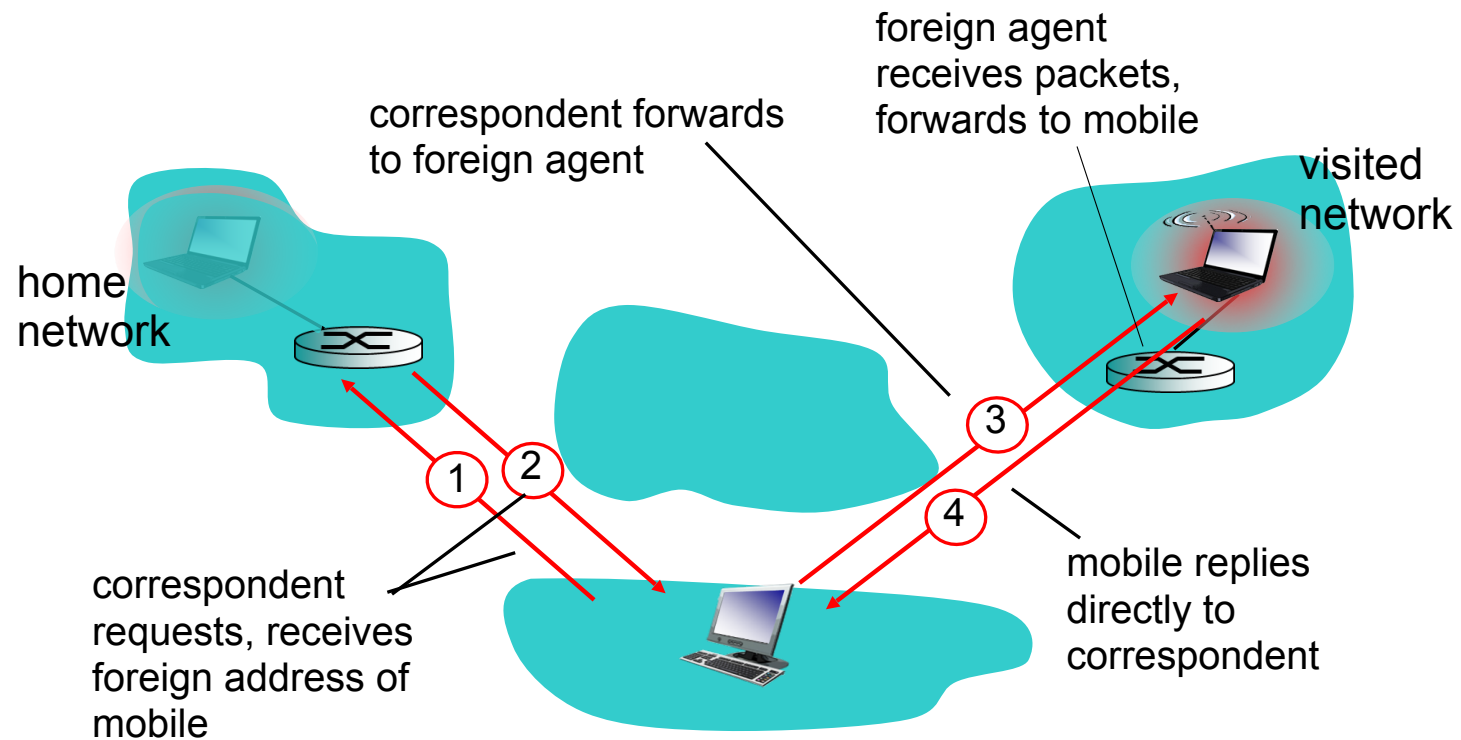 foreign agent
receives packets,
forwards to mobile
correspondent forwards
to foreign agent
visited
network
home
network
3
1
2
4
correspondent
requests, receives
foreign address of
mobile
mobile replies
directly to
correspondent